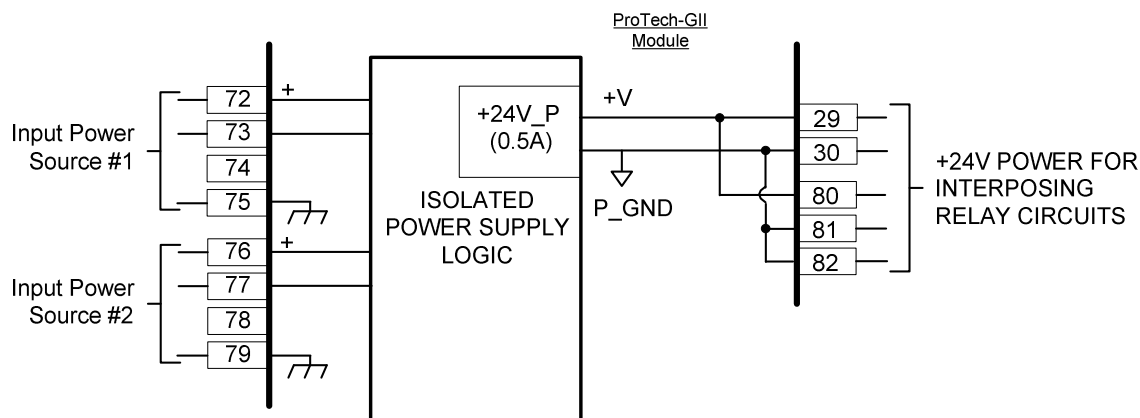 ProTech-GII
Module
Input Power
Source #1
72
+
73
74
75
Input Power
Source #2
76
+
77
78
79
+24V_P
(0.5A)
ISOLATED
POWER SUPPLY
LOGIC
+V
P_GND
29
30
80
81
82
+24V POWER FOR
INTERPOSING
RELAY CIRCUITS